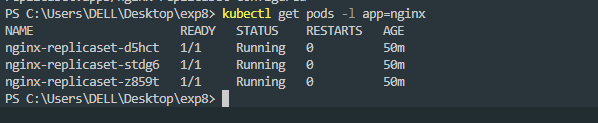 PS C:\Users\DELL\Desktop\exp8> kubectl get pods -l app=nginx
NAME                     READY   STATUS    RESTARTS   AGE
nginx-replicaset-d5hct   1/1     Running   0          50m
nginx-replicaset-stdg6   1/1     Running   0          50m
nginx-replicaset-z859t   1/1     Running   0          50m
PS C:\Users\DELL\Desktop\exp8>